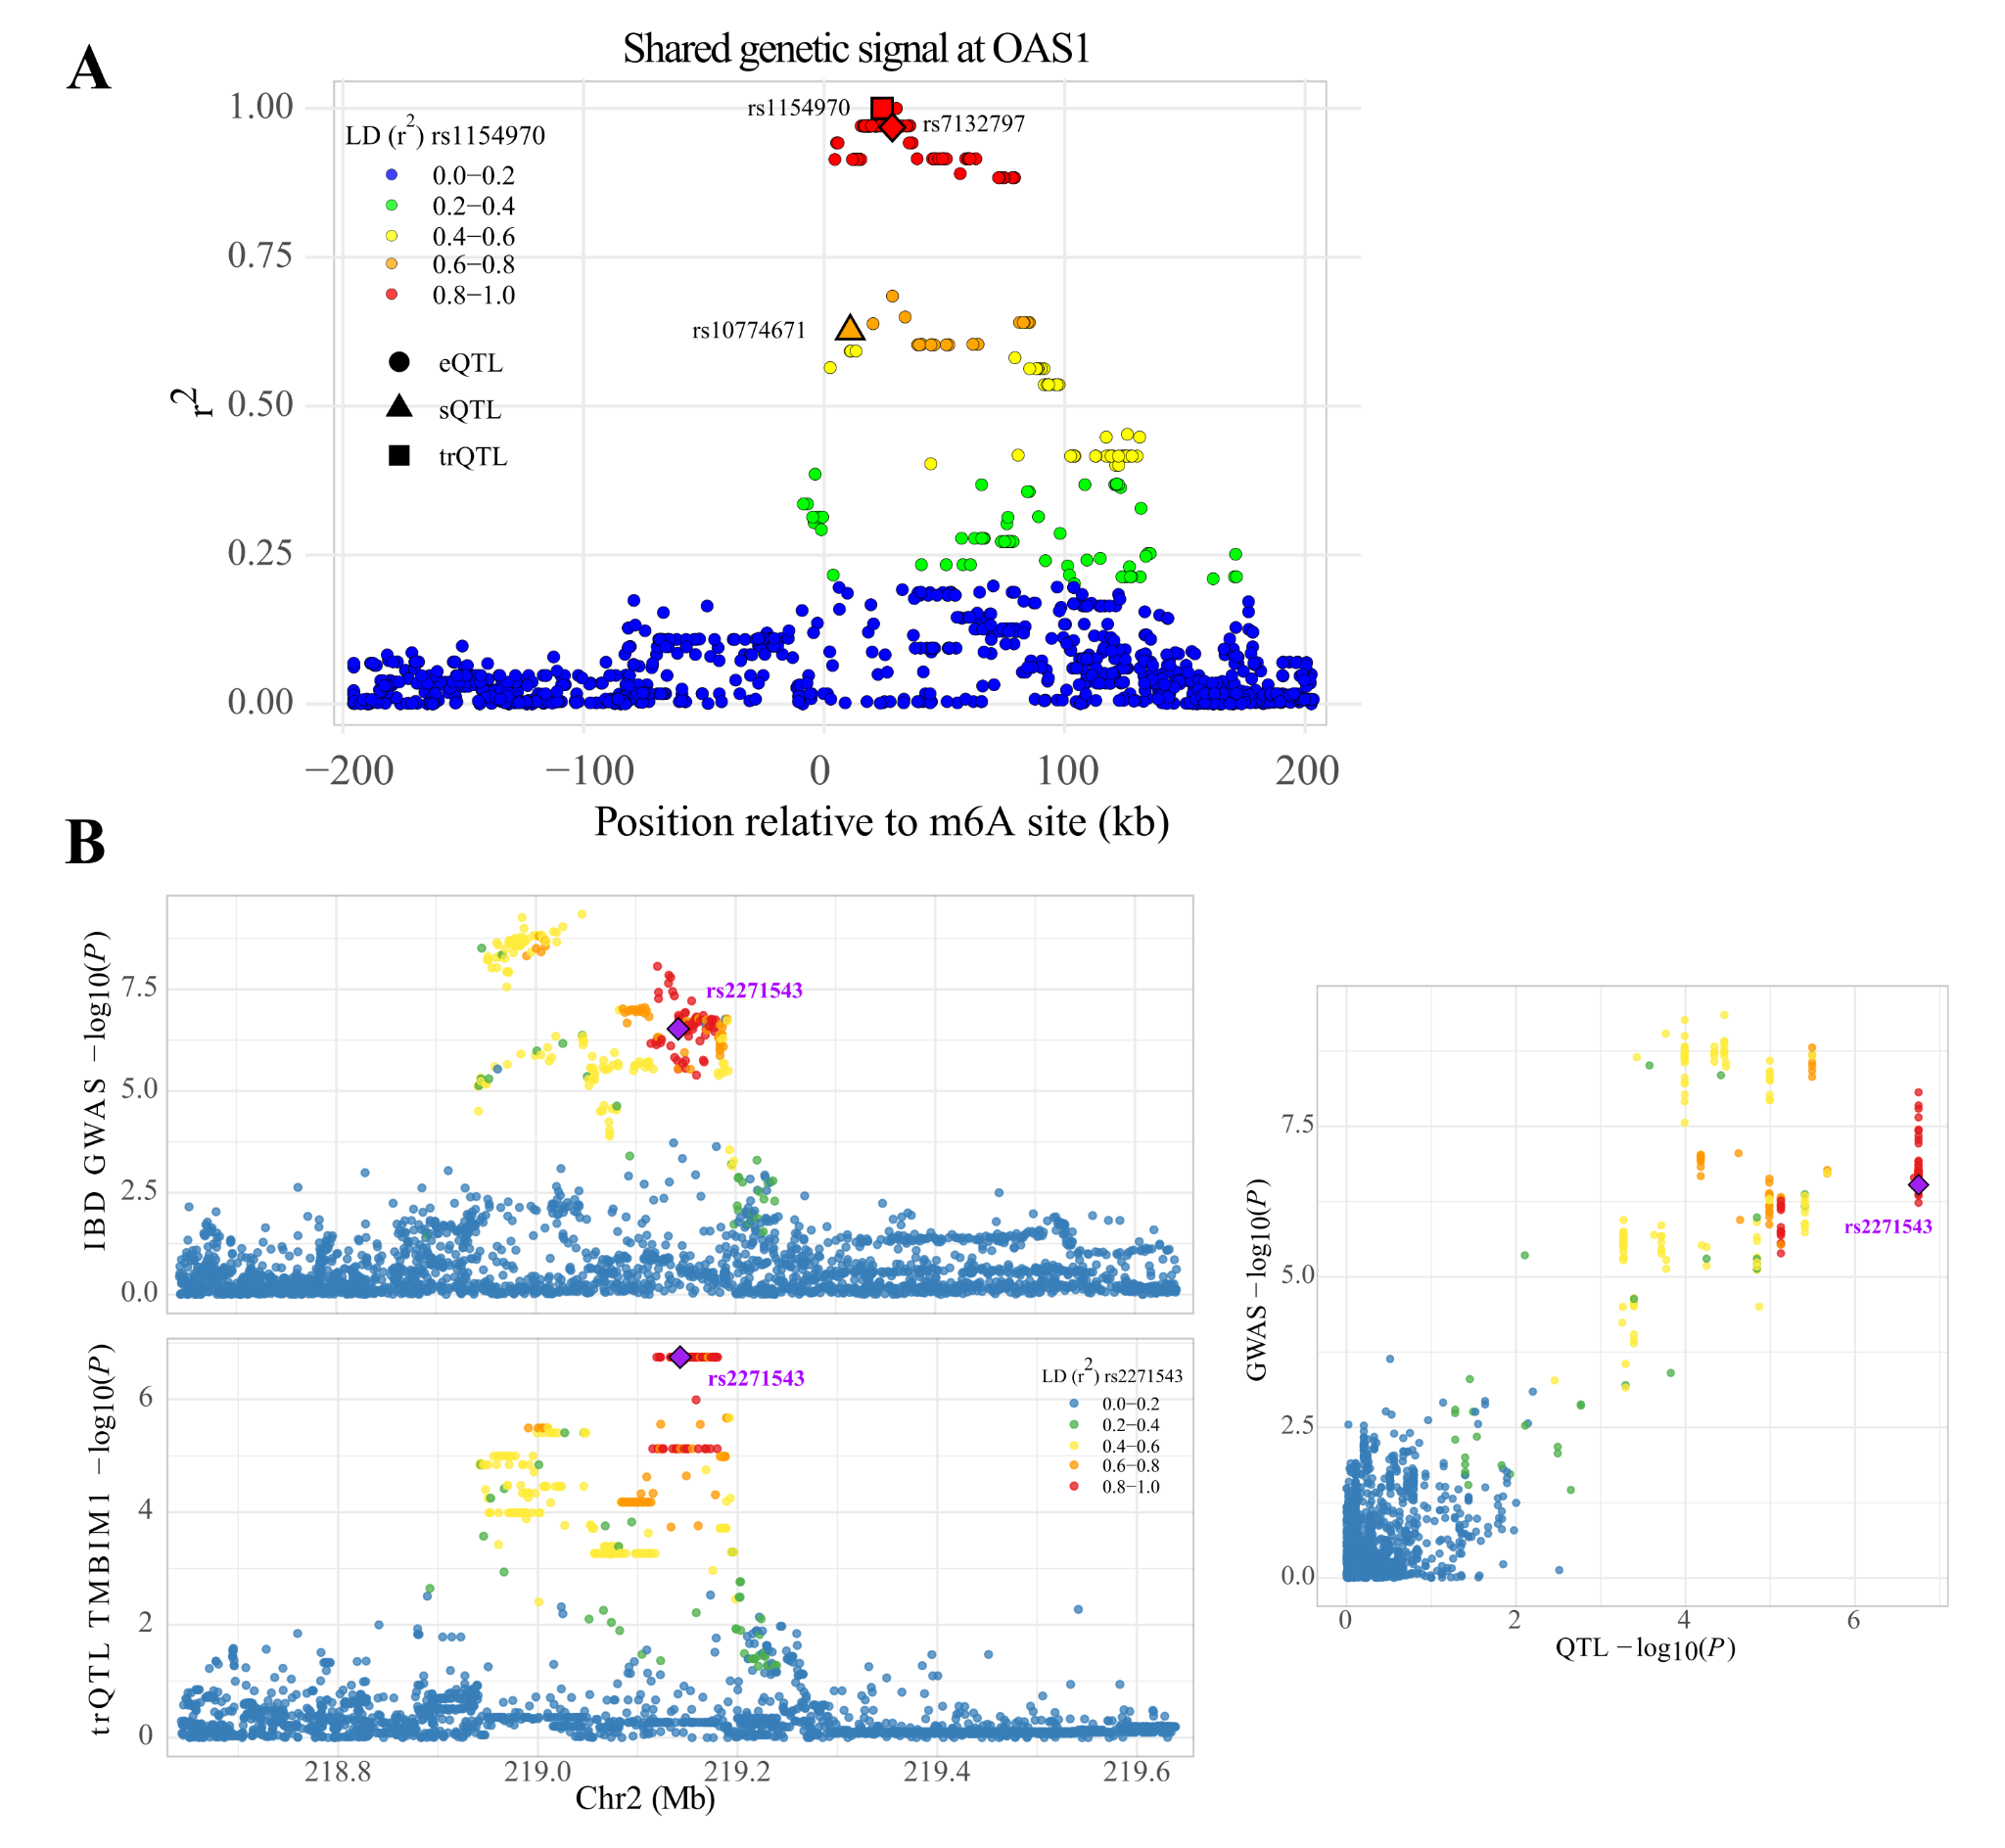 A
Shared genetic signal at OAS1
1.00
0.75
0.50
0.25
0.00
r2
LD (r2) rs1154970
0.0−0.2
0.2−0.4
0.4−0.6
0.6−0.8
0.8−1.0
eQTL
sQTL
trQTL
rs1154970
rs7132797
rs10774671
−200
−100
0
100
200
Position relative to m6A site (kb)
B
IBD GWAS −log10(P)
7.5
5.0
2.5
0.0
rs2271543
trQTL TMBIM1 −log10(P)
6
4
2
0
rs2271543
LD (r2) rs2271543
0.0−0.2
0.2−0.4
0.4−0.6
0.6−0.8
0.8−1.0
218.8
219.0
219.2
219.4
219.6
Chr2 (Mb)
GWAS −log10(P)
7.5
5.0
2.5
0.0
rs2271543
0
2
4
6
QTL −log10(P)